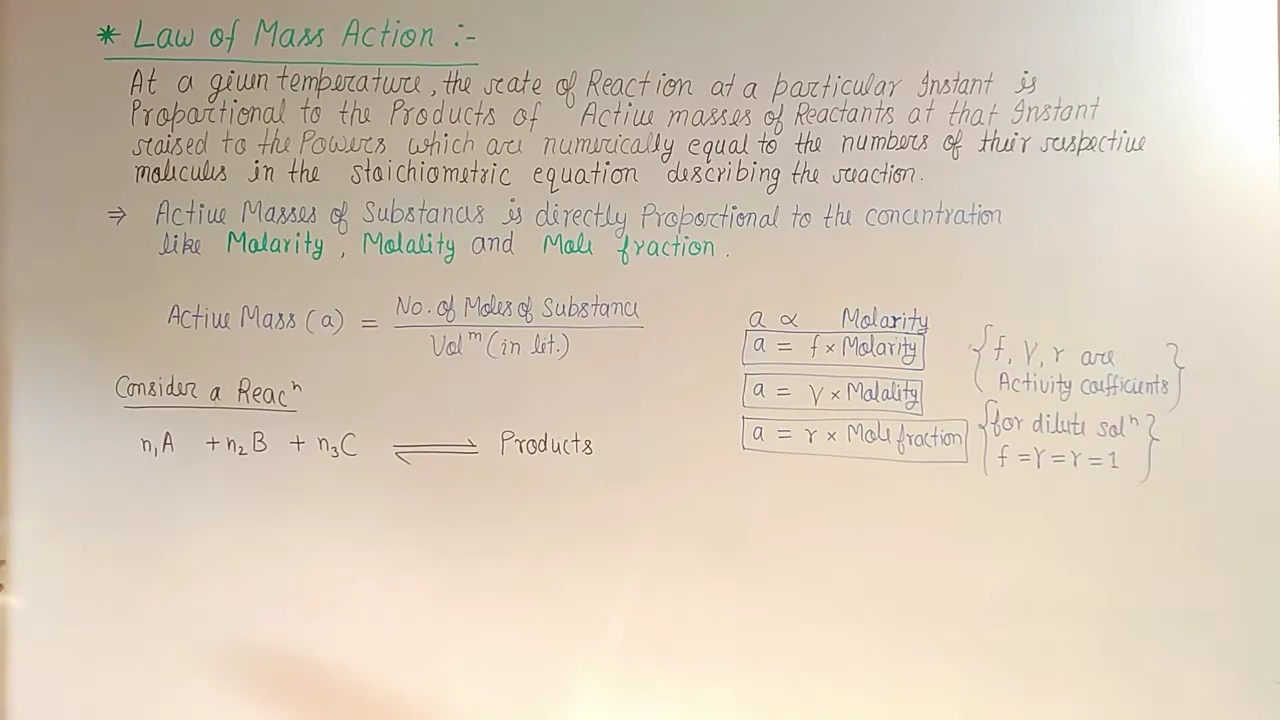 * Law of Mass Action :-
At a given temperature, the rate of Reaction at a particular Instant is
Propartional to the Products of Active masses of Reactants at that Instant
raised to the Powers which are numerically equal to the numbers of their respective
molecules in the stoichiometric equation describing the reaction.
⇒ Active Masses of Substances is directly Proportional to the concentration
like Molarity, Molality and Mole fraction.
Active Mass (a) = No. of Moles of Substance / Volᵐ (in lit.)
a ∝ Molarity
a = f × Molarity
a = γ × Molality
a = r × Mole fraction
{ f, γ, r are
Activity coefficients }
{ for dilute solⁿ
f = γ = r = 1 }
Consider a Reacⁿ
n₁A + n₂B + n₃C ⇌ Products